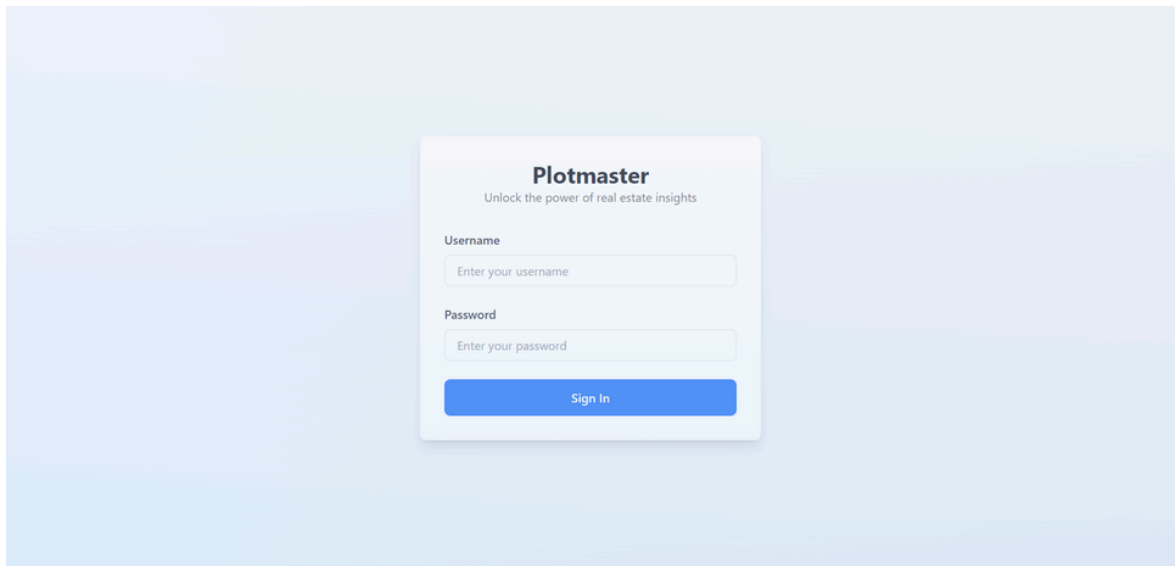 Plotmaster
Unlock the power of real estate insights
Username
Enter your username
Password
Enter your password
Sign In